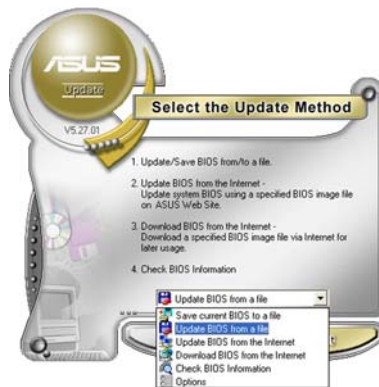 ASUS
Update
V5.27.01
Select the Update Method
1. Update/Save BIOS from/to a file.
2. Update BIOS from the Internet -
Update system BIOS using a specified BIOS image file
on ASUS Web Site.
3. Download BIOS from the Internet -
Download a specified BIOS image file via Internet for
later usage.
4. Check BIOS Information
Update BIOS from a file
Save current BIOS to a file
Update BIOS from a file
Update BIOS from the Internet
Download BIOS from the Internet
Check BIOS Information
Options